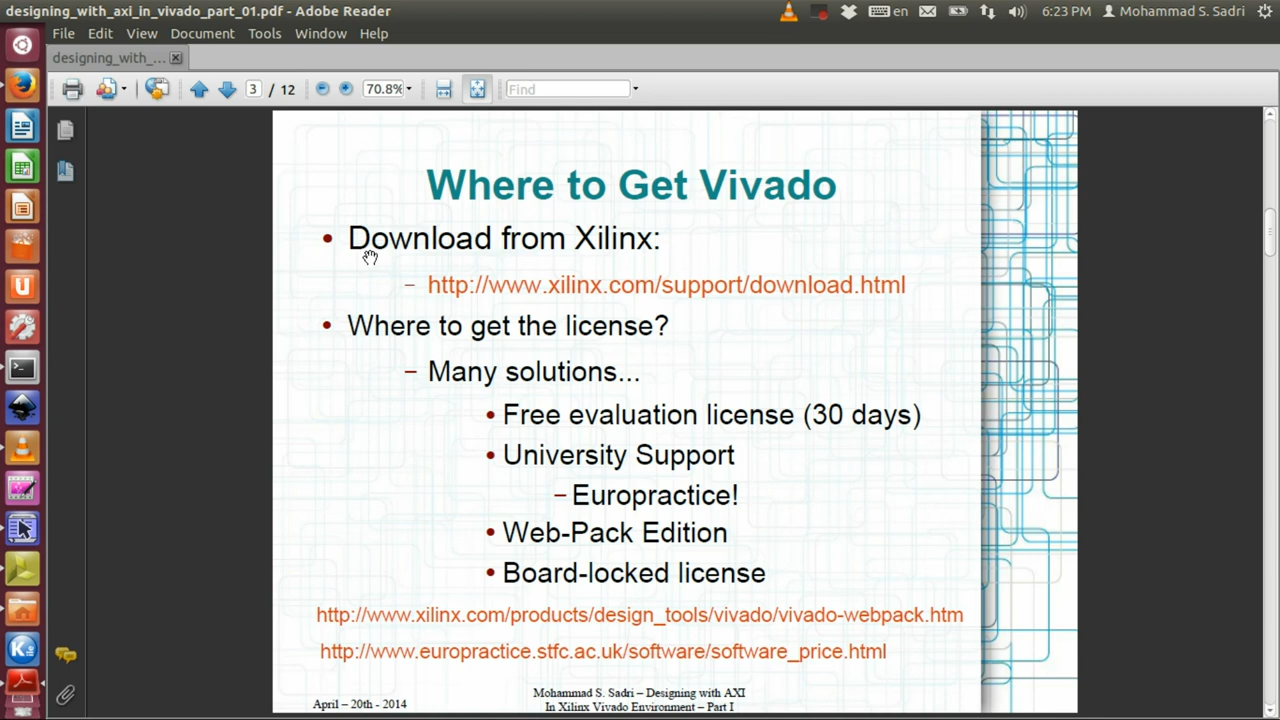 designing_with_axi_in_vivado_part_01.pdf - Adobe Reader
en
6:23 PM
Mohammad S. Sadri
File Edit View Document Tools Window Help
designing_with_...
3 / 12
70.8%
Find
Where to Get Vivado
• Download from Xilinx:
– http://www.xilinx.com/support/download.html
• Where to get the license?
– Many solutions...
• Free evaluation license (30 days)
• University Support
– Europractice!
• Web-Pack Edition
• Board-locked license
http://www.xilinx.com/products/design_tools/vivado/vivado-webpack.htm
http://www.europractice.stfc.ac.uk/software/software_price.html
April – 20th - 2014
Mohammad S. Sadri – Designing with AXI
In Xilinx Vivado Environment – Part I